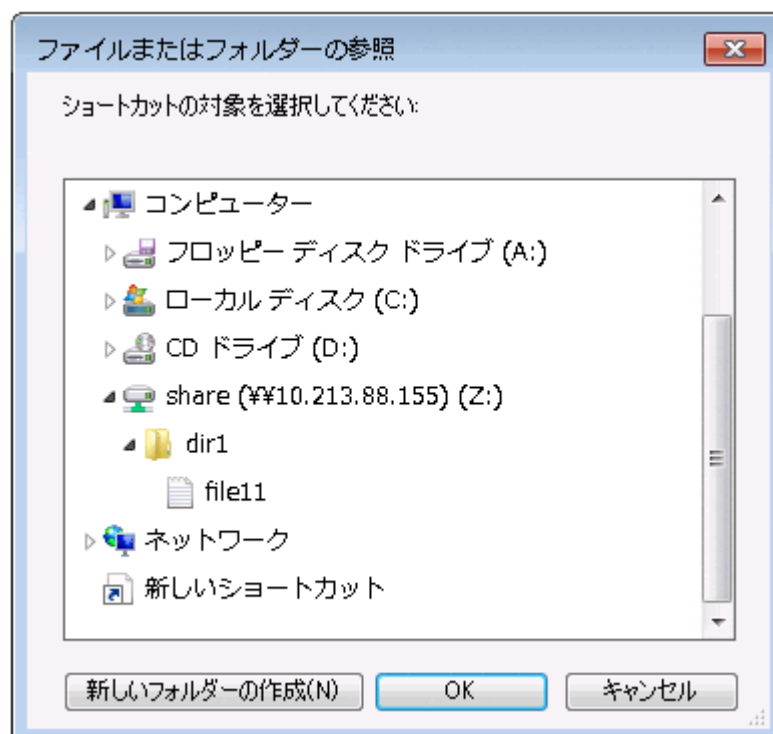 ファイルまたはフォルダーの参照
ショートカットの対象を選択してください:
コンピューター
フロッピー ディスク ドライブ (A:)
ローカル ディスク (C:)
CD ドライブ (D:)
share (¥¥10.213.88.155) (Z:)
dir1
file11
ネットワーク
新しいショートカット
新しいフォルダーの作成(N) OK キャンセル